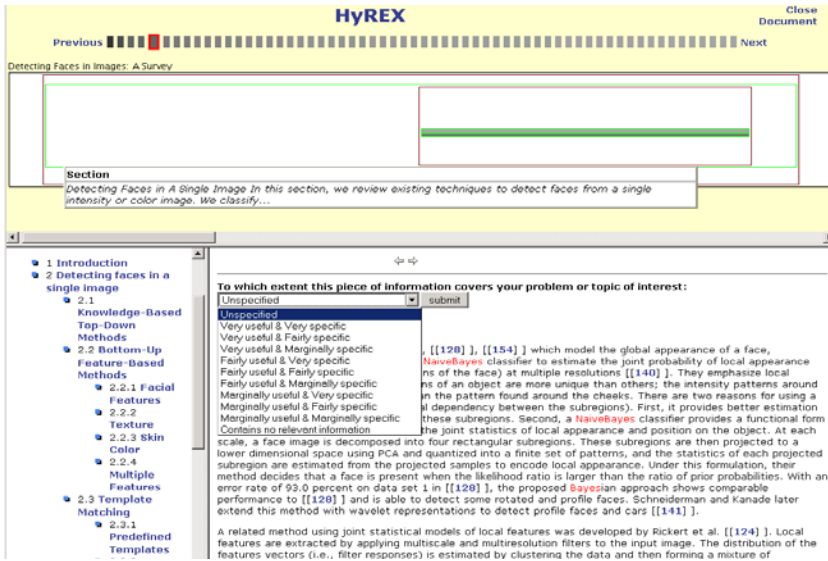 HyREX
Close
Document
Previous
Next
Detecting Faces in Images: A Survey
Section
Detecting Faces in A Single Image In this section, we review existing techniques to detect faces from a single
intensity or color image. We classify...
1 Introduction
2 Detecting faces in a
single image
2.1
Knowledge-Based
Top-Down
Methods
2.2 Bottom-Up
Feature-Based
Methods
2.2.1 Facial
Features
2.2.2
Texture
2.2.3 Skin
Color
2.2.4
Multiple
Features
2.3 Template
Matching
2.3.1
Predefined
Templates
To which extent this piece of information covers your problem or topic of interest:
Unspecified
submit
Unspecified
Very useful & Very specific
Very useful & Fairly specific
Very useful & Marginally specific
Fairly useful & Very specific
Fairly useful & Fairly specific
Fairly useful & Marginally specific
Marginally useful & Very specific
Marginally useful & Fairly specific
Marginally useful & Marginally specific
Contains no relevant information
, [[128] ], [[154] ] which model the global appearance of a face,
NaiveBayes classifier to estimate the joint probability of local appearance
ns of the face) at multiple resolutions [[140] ]. They emphasize local
ns of an object are more unique than others; the intensity patterns around
n the pattern found around the cheeks. There are two reasons for using a
l dependency between the subregions). First, it provides better estimation
these subregions. Second, a NaiveBayes classifier provides a functional form
the joint statistics of local appearance and position on the object. At each
scale, a face image is decomposed into four rectangular subregions. These subregions are then projected to a
lower dimensional space using PCA and quantized into a finite set of patterns, and the statistics of each projected
subregion are estimated from the projected samples to encode local appearance. Under this formulation, their
method decides that a face is present when the likelihood ratio is larger than the ratio of prior probabilities. With an
error rate of 93.0 percent on data set 1 in [[128] ], the proposed Bayesian approach shows comparable
performance to [[128] ] and is able to detect some rotated and profile faces. Schneiderman and Kanade later
extend this method with wavelet representations to detect profile faces and cars [[141] ].
A related method using joint statistical models of local features was developed by Rickert et al. [[124] ]. Local
features are extracted by applying multiscale and multiresolution filters to the input image. The distribution of the
features vectors (i.e., filter responses) is estimated by clustering the data and then forming a mixture of